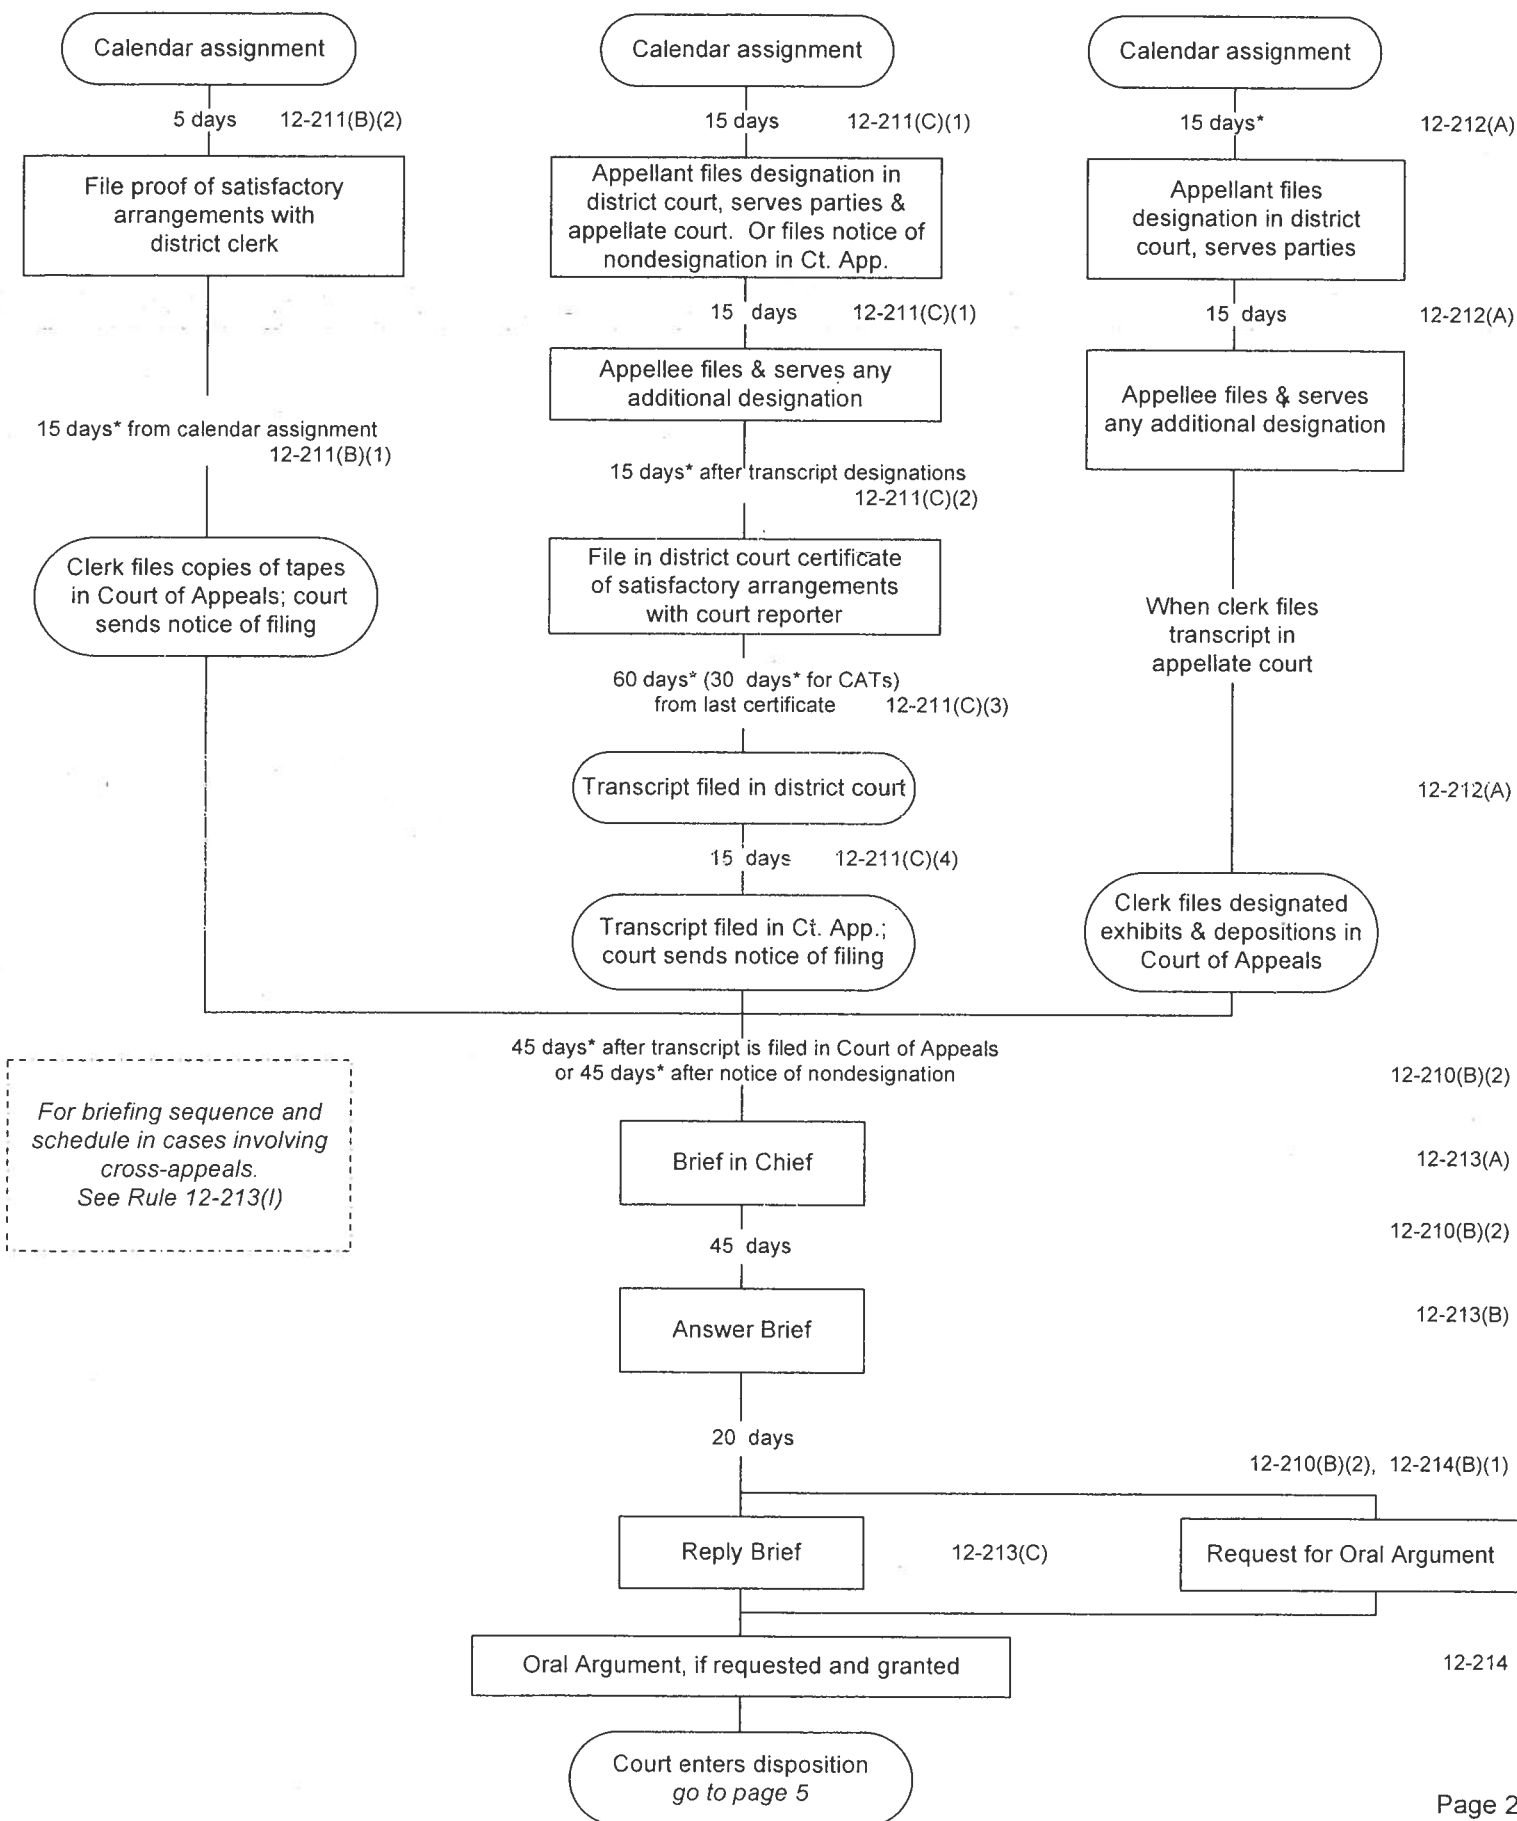 Calendar assignment
5 days 12-211(B)(2)
File proof of satisfactory
arrangements with
district clerk
15 days* from calendar assignment
12-211(B)(1)
Clerk files copies of tapes
in Court of Appeals; court
sends notice of filing
Calendar assignment
15 days 12-211(C)(1)
Appellant files designation in
district court, serves parties &
appellate court. Or files notice of
nondesignation in Ct. App.
15 days 12-211(C)(1)
Appellee files & serves any
additional designation
15 days* after transcript designations
12-211(C)(2)
File in district court certificate
of satisfactory arrangements
with court reporter
60 days* (30 days* for CATs)
from last certificate 12-211(C)(3)
Transcript filed in district court
15 days 12-211(C)(4)
Transcript filed in Ct. App.;
court sends notice of filing
Calendar assignment
15 days* 12-212(A)
Appellant files
designation in district
court, serves parties
15 days 12-212(A)
Appellee files & serves
any additional designation
When clerk files
transcript in
appellate court
12-212(A)
Clerk files designated
exhibits & depositions in
Court of Appeals
45 days* after transcript is filed in Court of Appeals
or 45 days* after notice of nondesignation
12-210(B)(2)
For briefing sequence and
schedule in cases involving
cross-appeals.
See Rule 12-213(I)
Brief in Chief
12-213(A)
45 days
12-210(B)(2)
Answer Brief
12-213(B)
20 days
12-210(B)(2), 12-214(B)(1)
Reply Brief
12-213(C)
Request for Oral Argument
Oral Argument, if requested and granted
12-214
Court enters disposition
go to page 5
Page 2